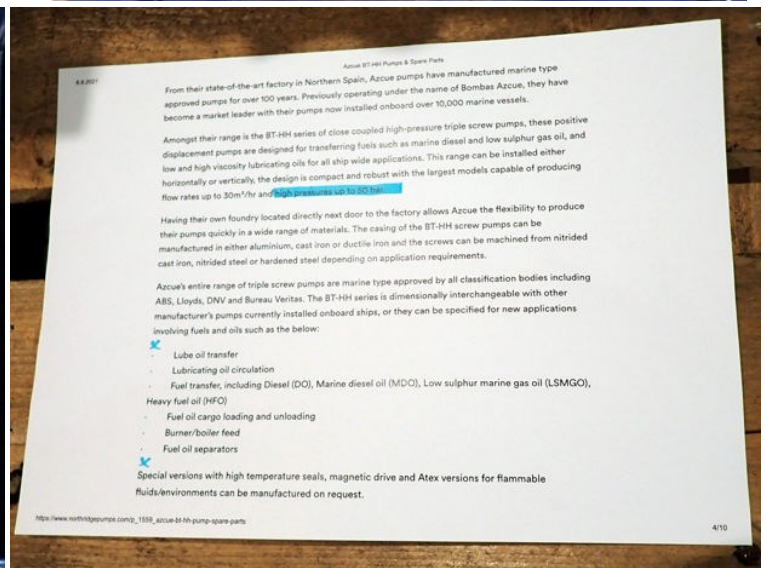 6.8.2021
Azcue BT-HH Pumps & Spare Parts
From their state-of-the-art factory in Northern Spain, Azcue pumps have manufactured marine type
approved pumps for over 100 years. Previously operating under the name of Bombas Azcue, they have
become a market leader with their pumps now installed onboard over 10,000 marine vessels.
Amongst their range is the BT-HH series of close coupled high-pressure triple screw pumps, these positive
displacement pumps are designed for transferring fuels such as marine diesel and low sulphur gas oil, and
low and high viscosity lubricating oils for all ship wide applications. This range can be installed either
horizontally or vertically, the design is compact and robust with the largest models capable of producing
flow rates up to 30m³/hr and high pressures up to 50 bar.
Having their own foundry located directly next door to the factory allows Azcue the flexibility to produce
their pumps quickly in a wide range of materials. The casing of the BT-HH screw pumps can be
manufactured in either aluminium, cast iron or ductile iron and the screws can be machined from nitrided
cast iron, nitrided steel or hardened steel depending on application requirements.
Azcue's entire range of triple screw pumps are marine type approved by all classification bodies including
ABS, Lloyds, DNV and Bureau Veritas. The BT-HH series is dimensionally interchangeable with other
manufacturer's pumps currently installed onboard ships, or they can be specified for new applications
involving fuels and oils such as the below:
· Lube oil transfer
· Lubricating oil circulation
· Fuel transfer, including Diesel (DO), Marine diesel oil (MDO), Low sulphur marine gas oil (LSMGO),
Heavy fuel oil (HFO)
· Fuel oil cargo loading and unloading
· Burner/boiler feed
· Fuel oil separators
Special versions with high temperature seals, magnetic drive and Atex versions for flammable
fluids/environments can be manufactured on request.
https://www.northridgepumps.com/p_1559_azcue-bt-hh-pump-spare-parts
4/10